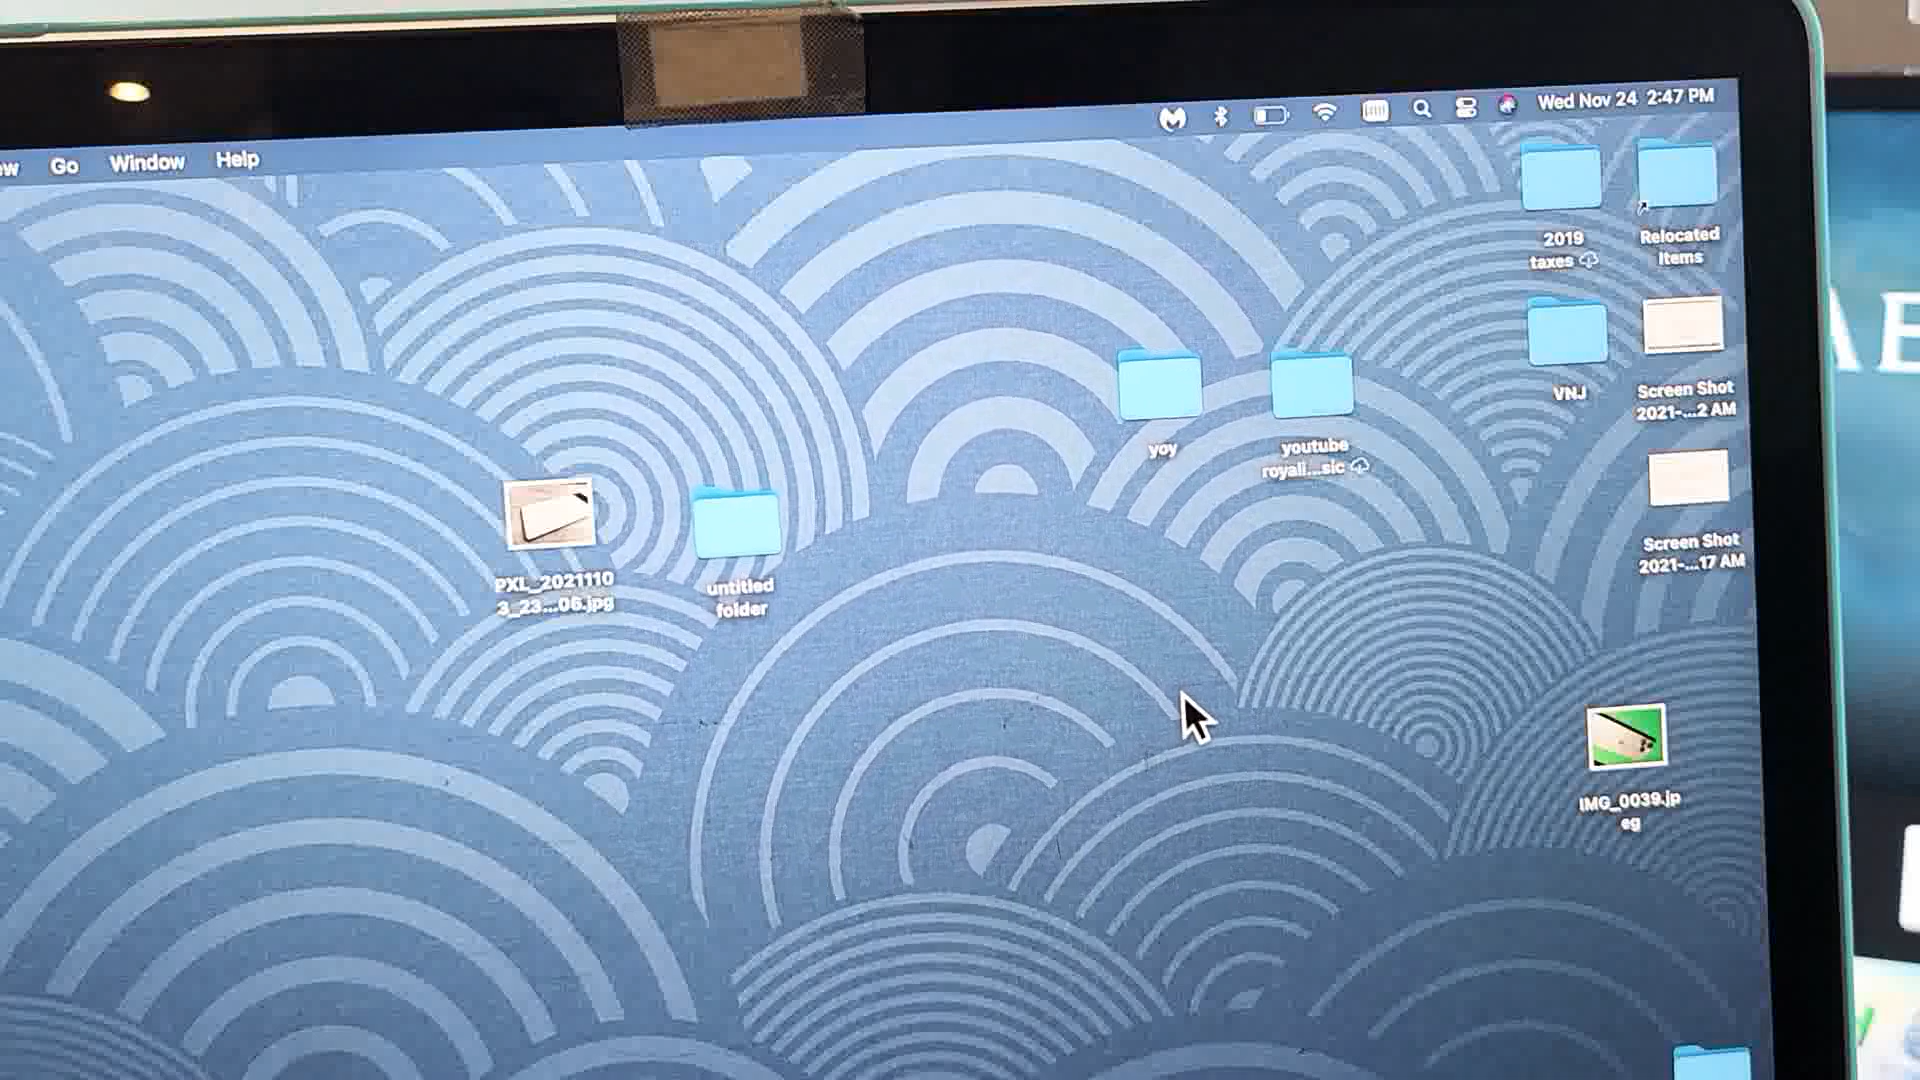 Go Window Help
Wed Nov 24 2:47 PM
2019
taxes
Relocated
Items
VNJ
Screen Shot
2021-...2 AM
yoy
youtube
royali...sic
Screen Shot
2021-...17 AM
PXL_2021110
3_23...06.jpg
untitled
folder
IMG_0039.jp
eg